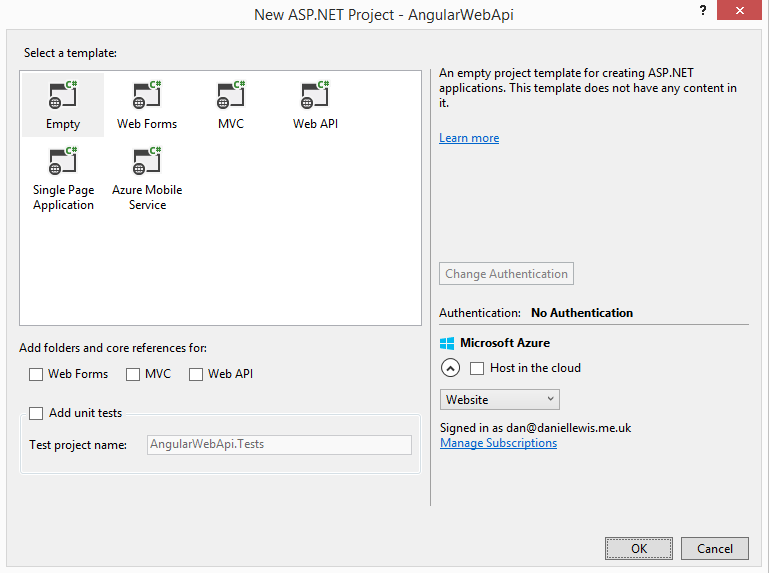 New ASP.NET Project - AngularWebApi
?
Select a template:
C# C# C# C#
Empty Web Forms MVC Web API
C# C#
Single Page Azure Mobile
Application Service
An empty project template for creating ASP.NET
applications. This template does not have any content in
it.
Learn more
Change Authentication
Authentication: No Authentication
Add folders and core references for:
Web Forms MVC Web API
Add unit tests
Test project name: AngularWebApi.Tests
Microsoft Azure
Host in the cloud
Website
Signed in as dan@daniellewis.me.uk
Manage Subscriptions
OK Cancel